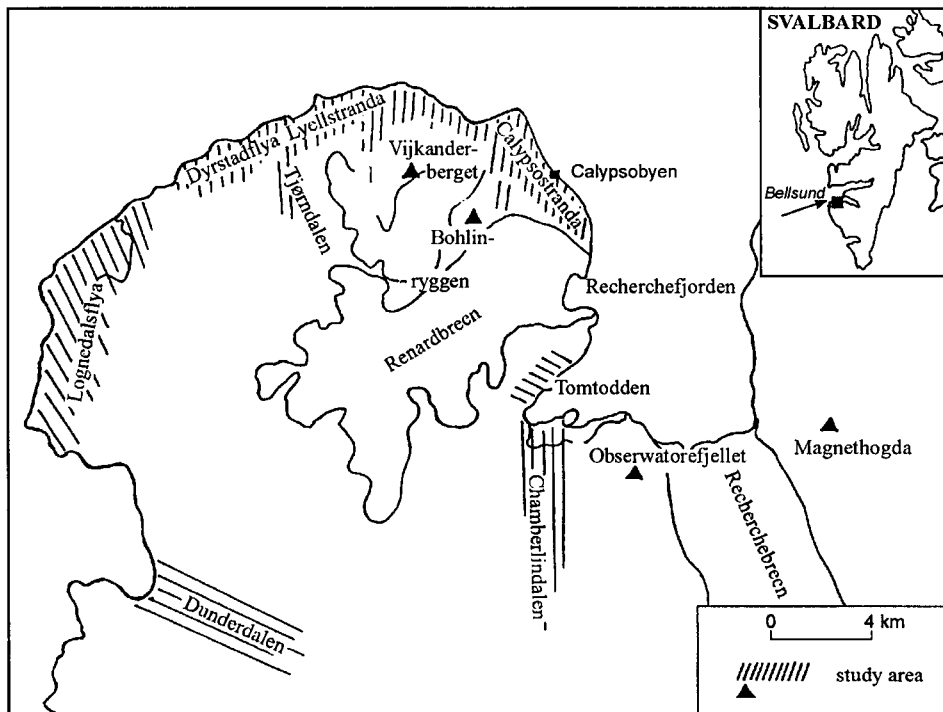 SVALBARD
Bellsund
Dyrstadflya Lyellstranda
Vijkander-
berget
Calypsostranda
Calypsobyen
Tjørndalen
Bohlin-
ryggen
Lognedalsflya
Renardbreen
Recherchefjorden
Tomtodden
Magnethogda
Obserwatorefjellet
Chamberlindalen
Recherchebreen
Dunderdalen
0 4 km
study area